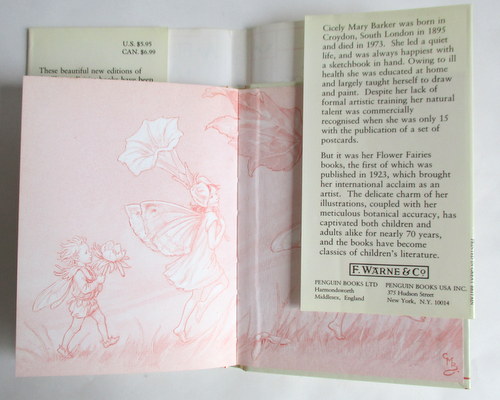 U.S. $5.95
CAN. $6.99
These beautiful new editions of
have been
Cicely Mary Barker was born in
Croydon, South London in 1895
and died in 1973. She led a quiet
life, and was always happiest with
a sketchbook in hand. Owing to ill
health she was educated at home
and largely taught herself to draw
and paint. Despite her lack of
formal artistic training her natural
talent was commercially
recognised when she was only 15
with the publication of a set of
postcards.
But it was her Flower Fairies
books, the first of which was
published in 1923, which brought
her international acclaim as an
artist. The delicate charm of her
illustrations, coupled with her
meticulous botanical accuracy, has
captivated both children and
adults alike for nearly 70 years,
and the books have become
classics of children's literature.
F. WARNE & Co
PENGUIN BOOKS LTD PENGUIN BOOKS USA INC.
Harmondsworth 375 Hudson Street
Middlesex, England New York, N.Y. 10014